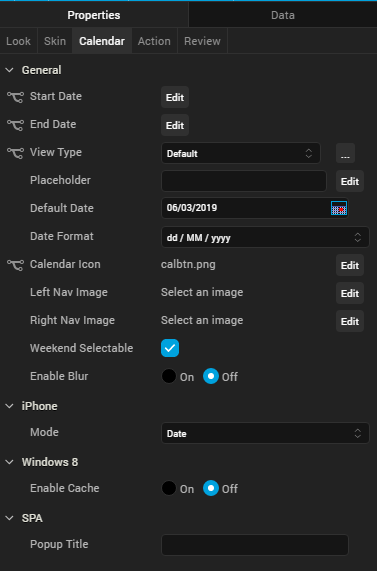 Properties Data
Look Skin Calendar Action Review
General
Start Date Edit
End Date Edit
View Type Default ...
Placeholder Edit
Default Date 06/03/2019
Date Format dd / MM / yyyy
Calendar Icon calbtn.png Edit
Left Nav Image Select an image Edit
Right Nav Image Select an image Edit
Weekend Selectable
Enable Blur On Off
iPhone
Mode Date
Windows 8
Enable Cache On Off
SPA
Popup Title